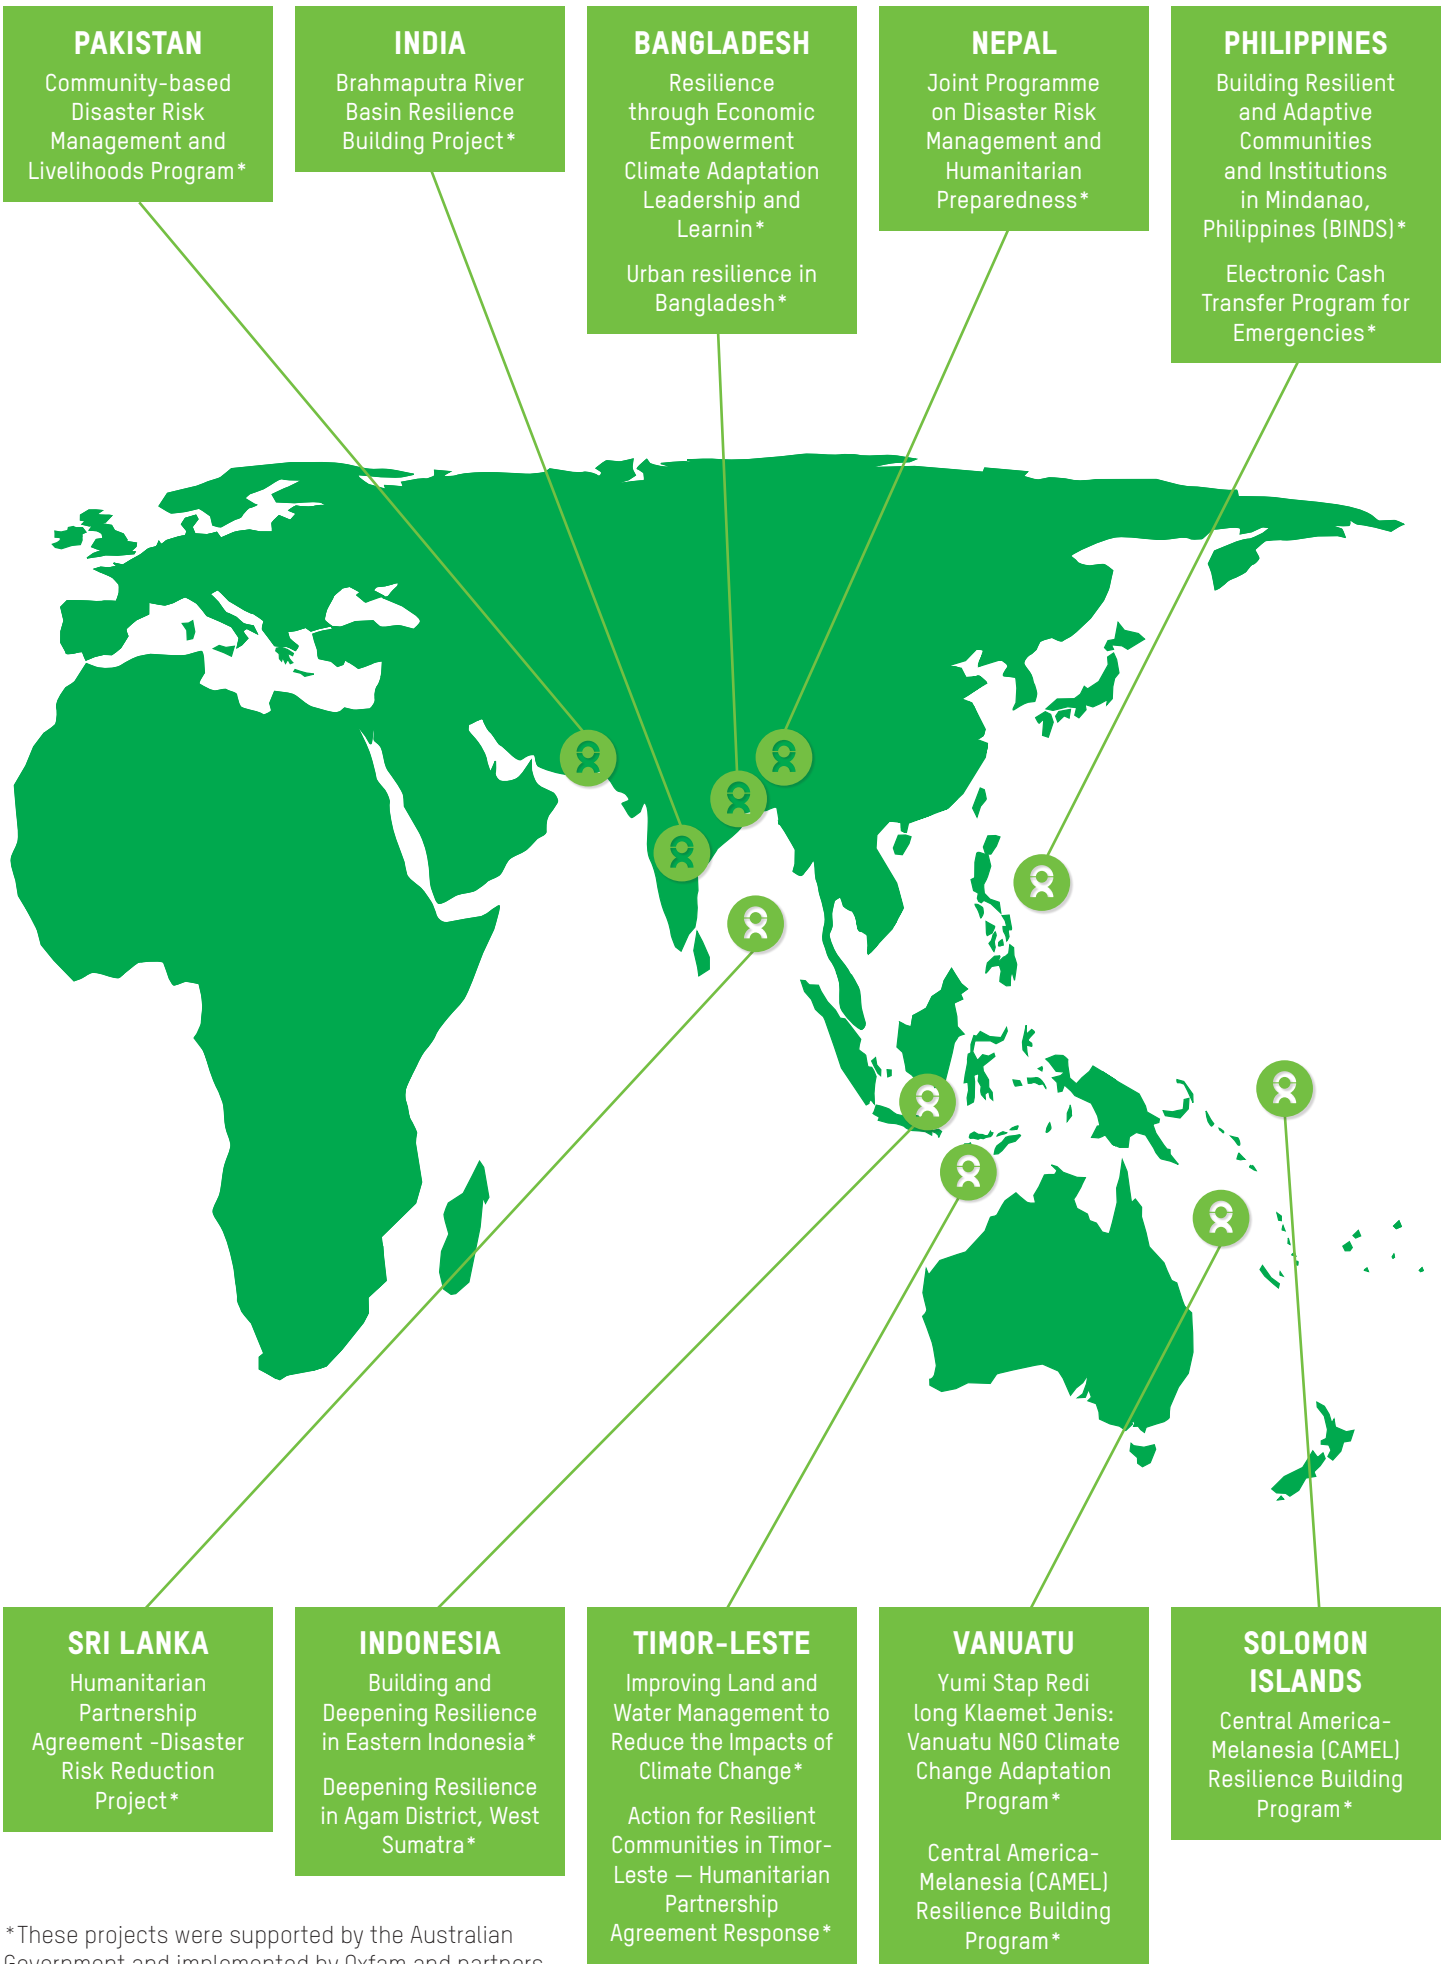 PAKISTAN
Community-based
Disaster Risk
Management and
Livelihoods Program*
INDIA
Brahmaputra River
Basin Resilience
Building Project*
BANGLADESH
Resilience
through Economic
Empowerment
Climate Adaptation
Leadership and
Learnin*
Urban resilience in
Bangladesh*
NEPAL
Joint Programme
on Disaster Risk
Management and
Humanitarian
Preparedness*
PHILIPPINES
Building Resilient
and Adaptive
Communities
and Institutions
in Mindanao,
Philippines (BINDS)*
Electronic Cash
Transfer Program for
Emergencies*
SRI LANKA
Humanitarian
Partnership
Agreement -Disaster
Risk Reduction
Project*
INDONESIA
Building and
Deepening Resilience
in Eastern Indonesia*
Deepening Resilience
in Agam District, West
Sumatra*
TIMOR-LESTE
Improving Land and
Water Management to
Reduce the Impacts of
Climate Change*
Action for Resilient
Communities in Timor-
Leste — Humanitarian
Partnership
Agreement Response*
VANUATU
Yumi Stap Redi
long Klaemet Jenis:
Vanuatu NGO Climate
Change Adaptation
Program*
Central America-
Melanesia (CAMEL)
Resilience Building
Program*
SOLOMON
ISLANDS
Central America-
Melanesia (CAMEL)
Resilience Building
Program*
*These projects were supported by the Australian
Government and implemented by Oxfam and partners